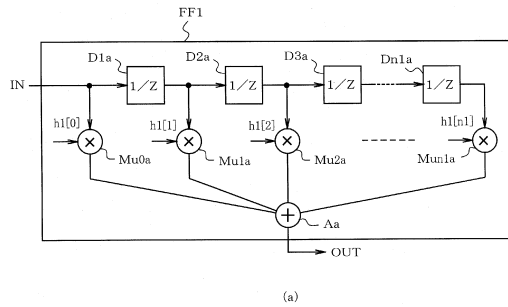 FF1
D1a D2a D3a Dn1a
IN 1/Z 1/Z 1/Z 1/Z
h1[0] h1[1] h1[2] h1[n1]
× × × ×
Mu0a Mu1a Mu2a Mun1a
+ Aa
OUT
(a)